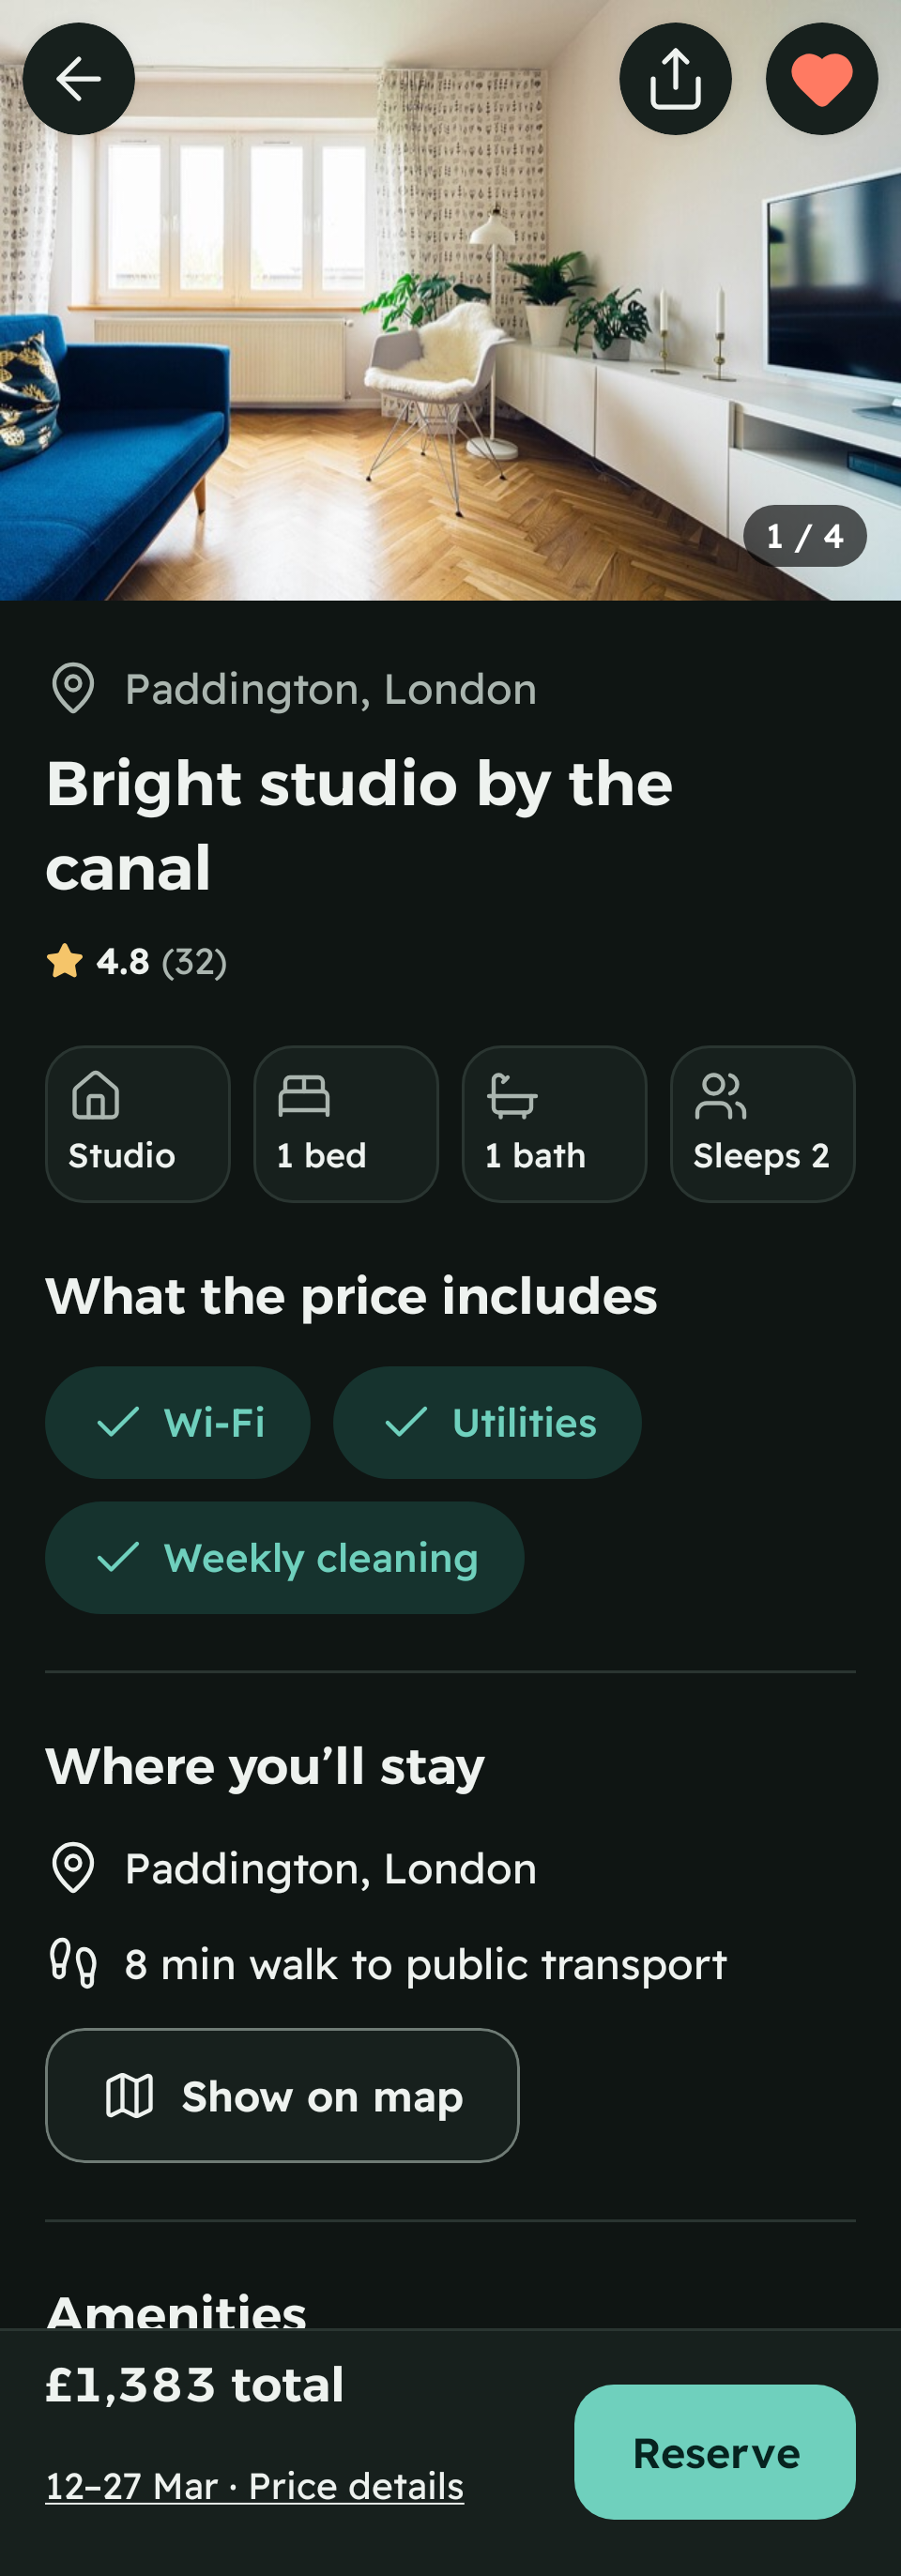 1 / 4
Paddington, London
Bright studio by the
canal
4.8 (32)
Studio
1 bed
1 bath
Sleeps 2
What the price includes
Wi-Fi
Utilities
Weekly cleaning
Where you’ll stay
Paddington, London
8 min walk to public transport
Show on map
Amenities
£1,383 total
12–27 Mar · Price details
Reserve